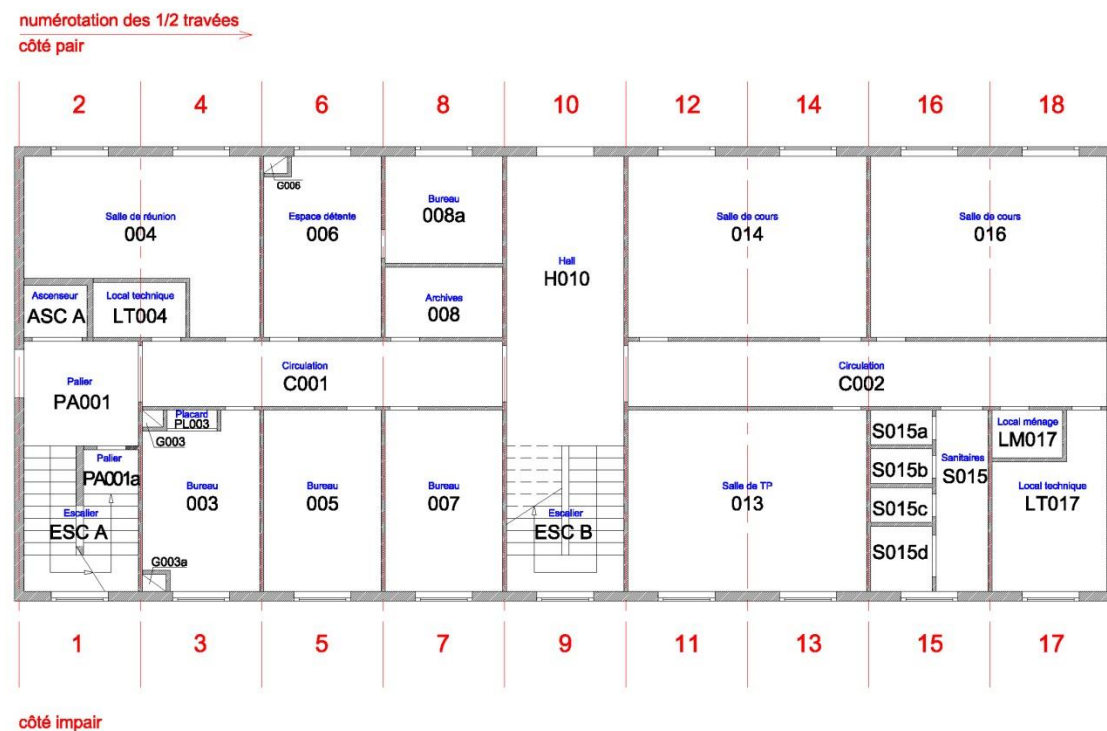 numérotation des 1/2 travées
côté pair
2 4 6 8 10 12 14 16 18
G006
Salle de réunion
004
Espace détente
006
Bureau
008a
Hall
H010
Salle de cours
014
Salle de cours
016
Ascenseur
ASC A
Local technique
LT004
Archives
008
Palier
PA001
Circulation
C001
Circulation
C002
Placard
PL003
G003
Palier
PA001a
Escalier
ESC A
Bureau
003
G003a
Bureau
005
Bureau
007
Escalier
ESC B
Salle de TP
013
S015a
S015b
S015c
S015d
Sanitaires
S015
Local ménage
LM017
Local technique
LT017
1 3 5 7 9 11 13 15 17
côté impair